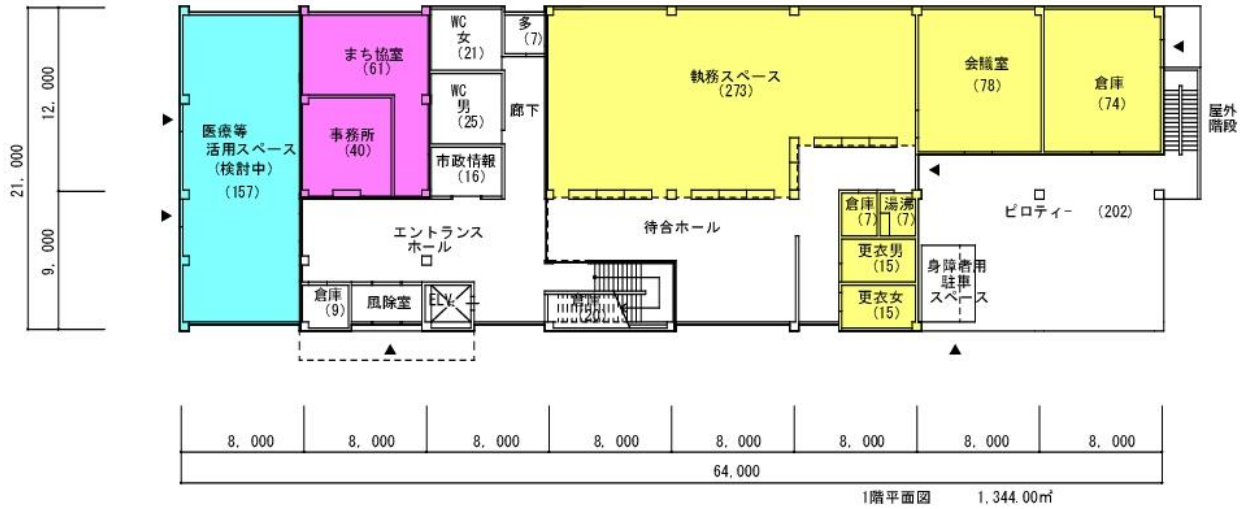 WC
女
(21)
多
(7)
まち協室
(61)
執務スペース
(273)
会議室
(78)
倉庫
(74)
屋外
階段
12,000
21,000
9,000
医療等
活用スペース
(検討中)
(157)
事務所
(40)
WC
男
(25)
廊下
市政情報
(16)
エントランス
ホール
待合ホール
倉庫
(7)
湯沸
(7)
ピロティー (202)
更衣男
(15)
身障者用
駐車
スペース
倉庫
(9)
風除室
ELV.
倉庫
(20)
更衣女
(15)
8,000
8,000
8,000
8,000
8,000
8,000
8,000
8,000
64.000
1階平面図 1,344.00㎡